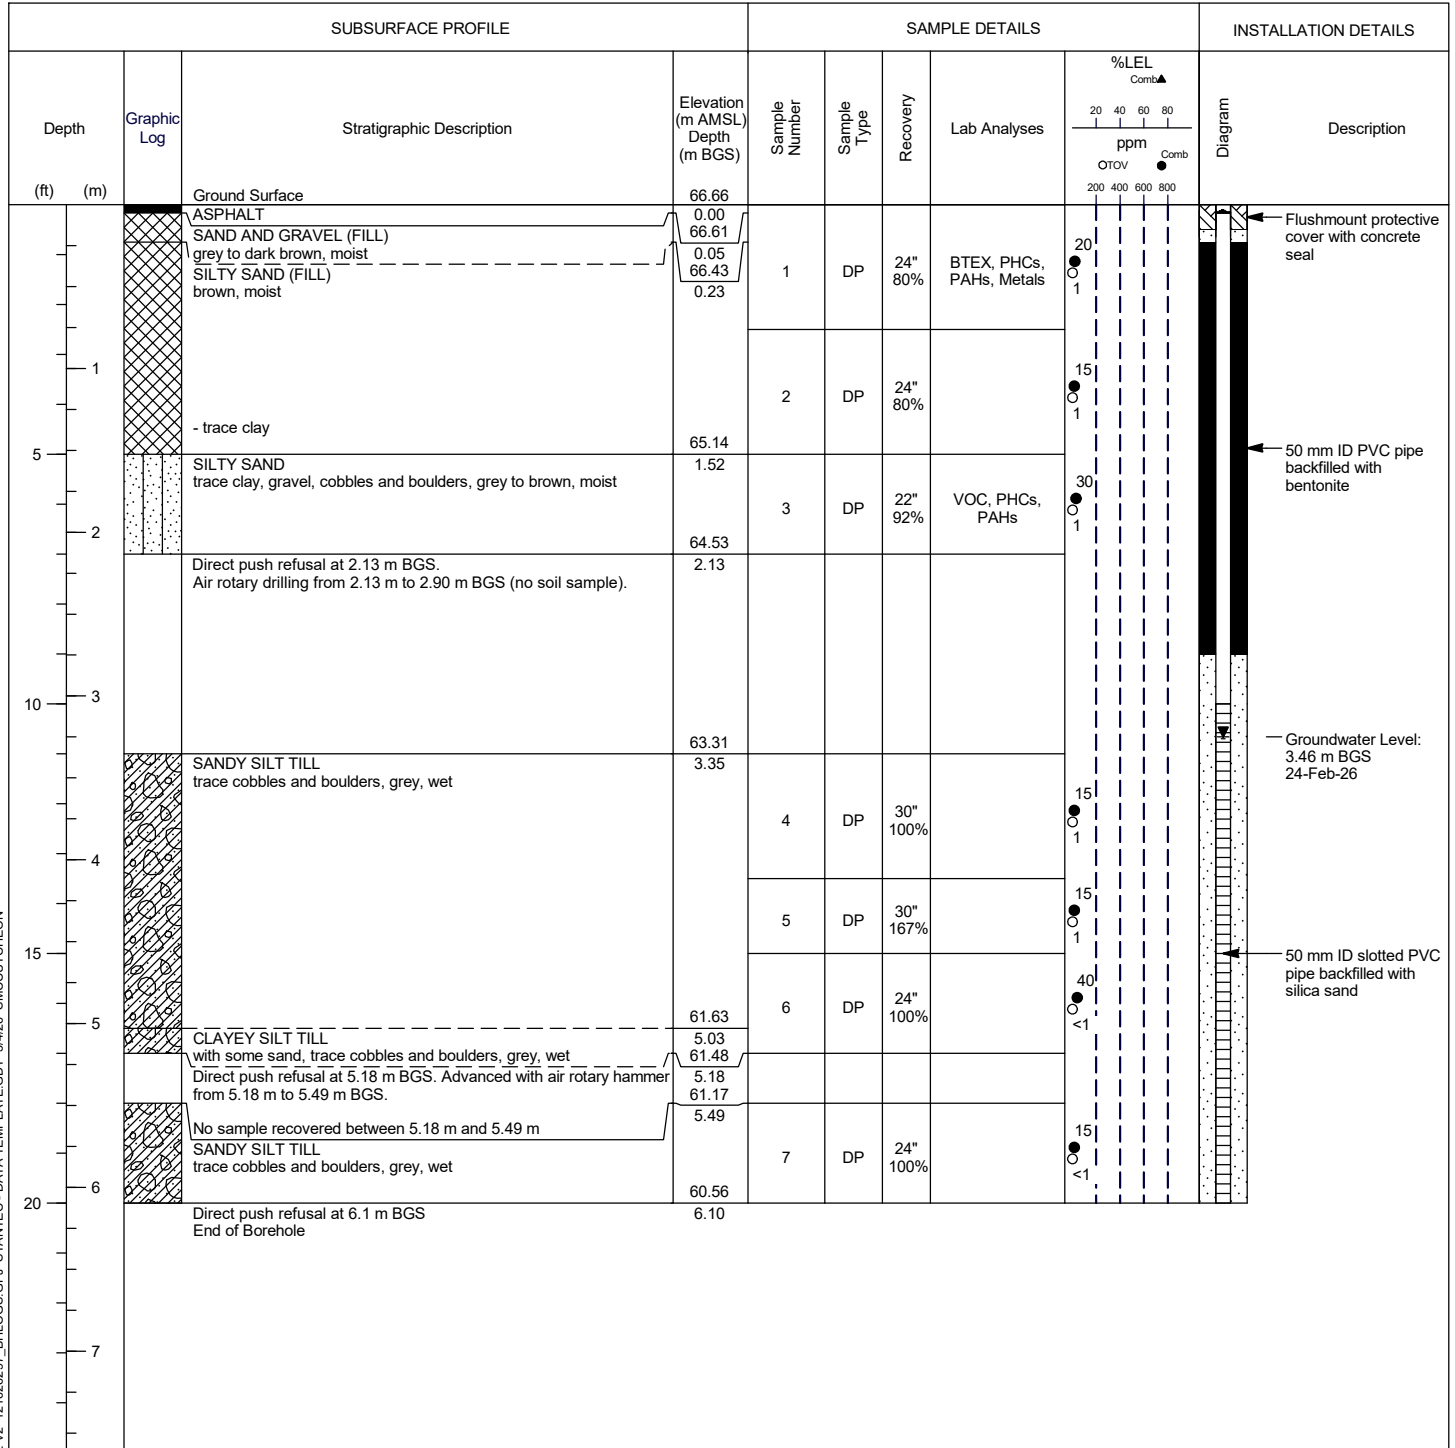 SUBSURFACE PROFILE
SAMPLE DETAILS
INSTALLATION DETAILS
Depth
(ft)
(m)
Graphic
Log
Stratigraphic Description
Elevation
(m AMSL)
Depth
(m BGS)
Sample
Number
Sample
Type
Recovery
Lab Analyses
%LEL
Comb
20 40 60 80
ppm
TOV
Comb
200 400 600 800
Diagram
Description
Ground Surface
66.66
ASPHALT
0.00
SAND AND GRAVEL (FILL)
66.61
grey to dark brown, moist
0.05
SILTY SAND (FILL)
66.43
brown, moist
0.23
1
DP
24"
80%
BTEX, PHCs,
PAHs, Metals
20
1
Flushmount protective
cover with concrete
seal
1
2
DP
24"
80%
15
1
- trace clay
65.14
5
SILTY SAND
1.52
trace clay, gravel, cobbles and boulders, grey to brown, moist
3
DP
22"
92%
VOC, PHCs,
PAHs
30
1
50 mm ID PVC pipe
backfilled with
bentonite
2
64.53
Direct push refusal at 2.13 m BGS.
2.13
Air rotary drilling from 2.13 m to 2.90 m BGS (no soil sample).
3
10
63.31
SANDY SILT TILL
3.35
trace cobbles and boulders, grey, wet
Groundwater Level:
3.46 m BGS
24-Feb-26
4
DP
30"
100%
15
1
4
5
DP
30"
167%
15
1
15
50 mm ID slotted PVC
pipe backfilled with
silica sand
6
DP
24"
100%
40
<1
5
61.63
CLAYEY SILT TILL
5.03
with some sand, trace cobbles and boulders, grey, wet
61.48
Direct push refusal at 5.18 m BGS. Advanced with air rotary hammer
5.18
from 5.18 m to 5.49 m BGS.
61.17
5.49
No sample recovered between 5.18 m and 5.49 m
SANDY SILT TILL
trace cobbles and boulders, grey, wet
7
DP
24"
100%
15
<1
6
60.56
20
Direct push refusal at 6.1 m BGS
6.10
End of Borehole
7